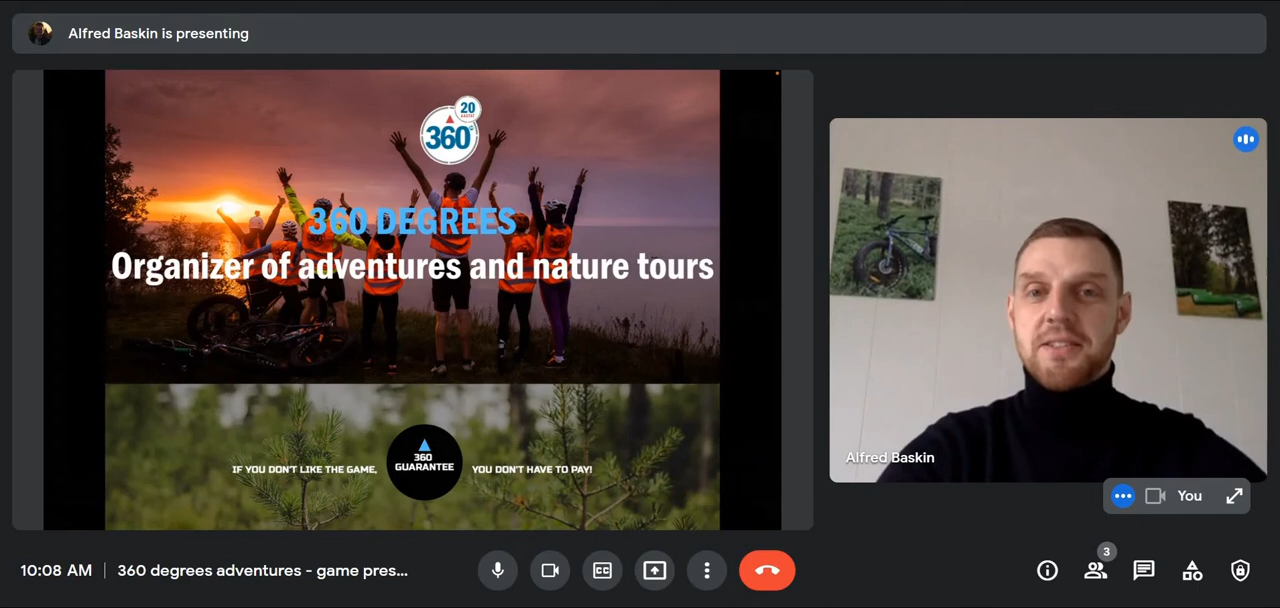 Alfred Baskin is presenting
20
AASTAT
360°
360 DEGREES
Organizer of adventures and nature tours
IF YOU DON'T LIKE THE GAME,
360
GUARANTEE
YOU DON'T HAVE TO PAY!
Alfred Baskin
You
10:08 AM
360 degrees adventures - game pres...
CC
3